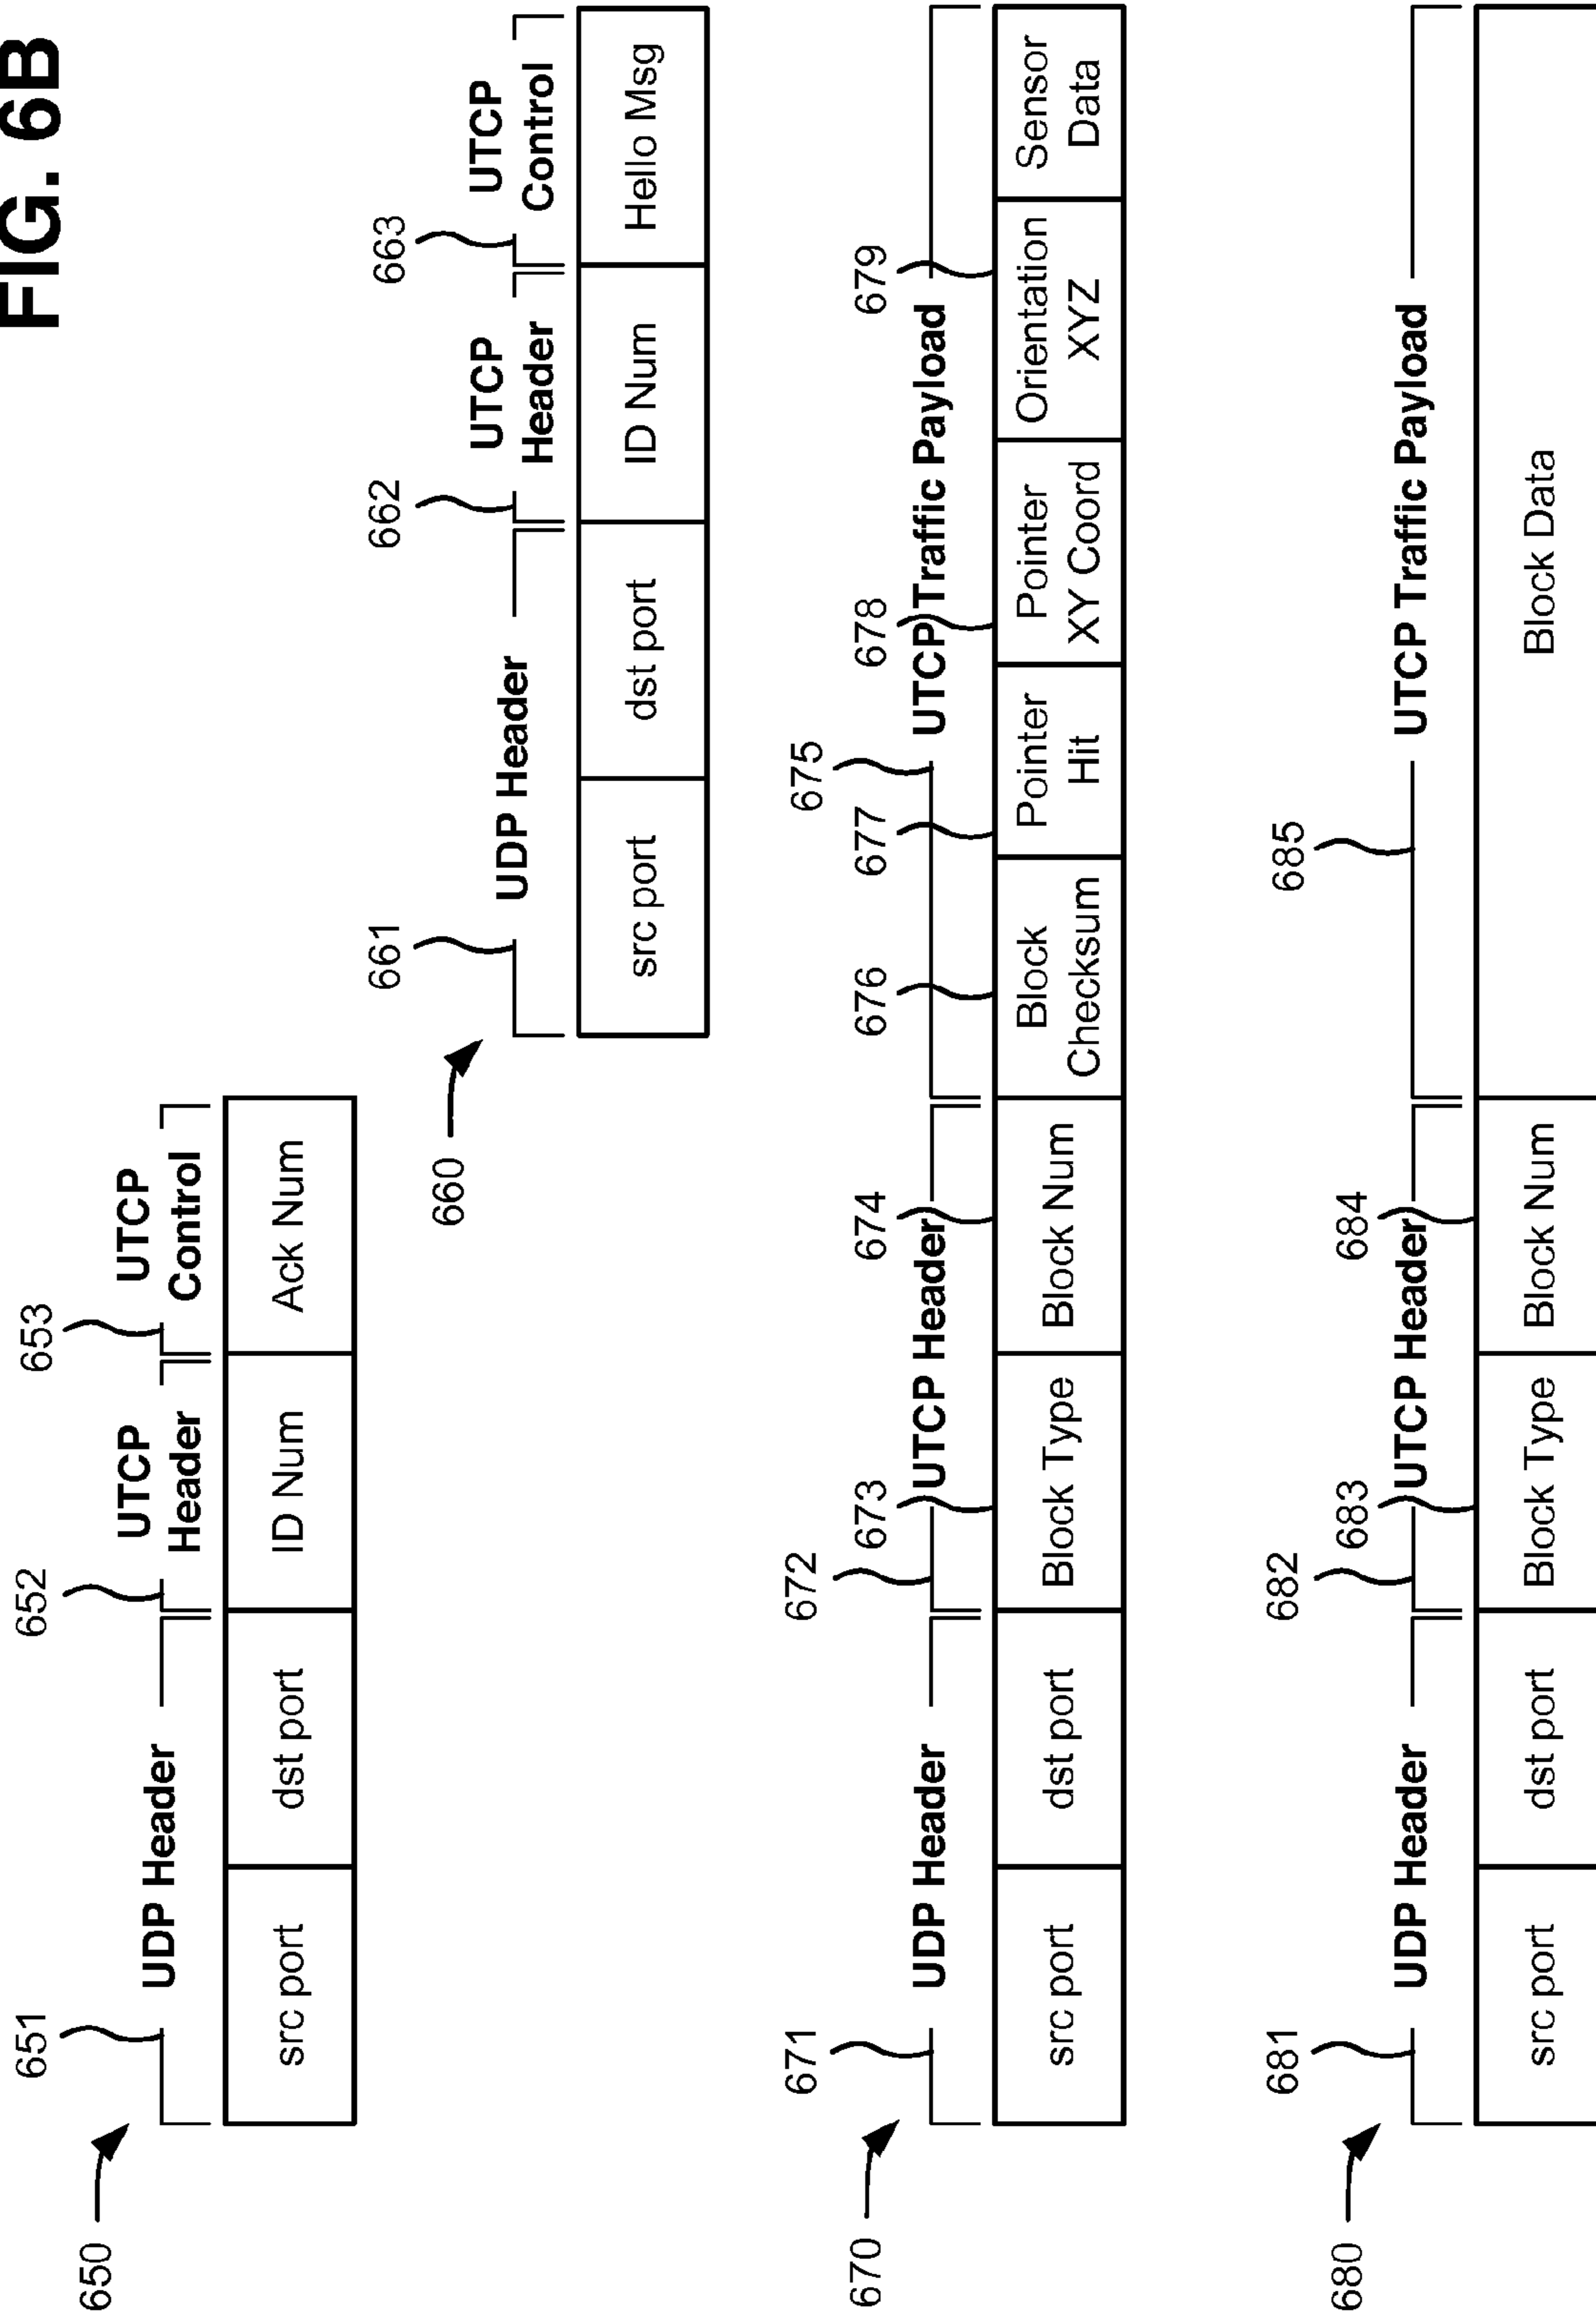 FIG. 6B
650
651
UDP Header
652
UTCP
Header
653
UTCP
Control
src port
dst port
ID Num
Ack Num
660
661
UDP Header
662
UTCP
Header
663
UTCP
Control
src port
dst port
ID Num
Hello Msg
670
671
UDP Header
672
673
UTCP Header
674
675
676
677
UTCP Traffic Payload
678
679
src port
dst port
Block Type
Block Num
Block
Checksum
Pointer
Hit
Pointer
XY Coord
Orientation
XYZ
Sensor
Data
680
681
UDP Header
682
683
UTCP Header
684
685
UTCP Traffic Payload
src port
dst port
Block Type
Block Num
Block Data